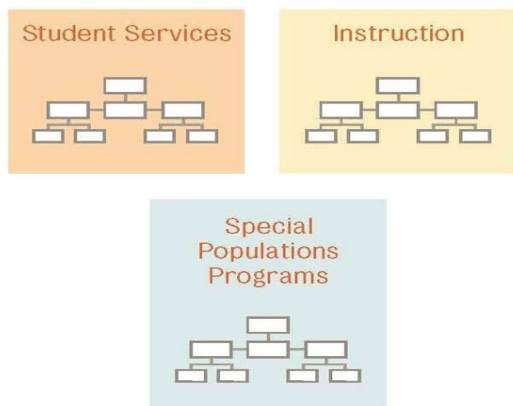 Student Services
Instruction
Special
Populations
Programs